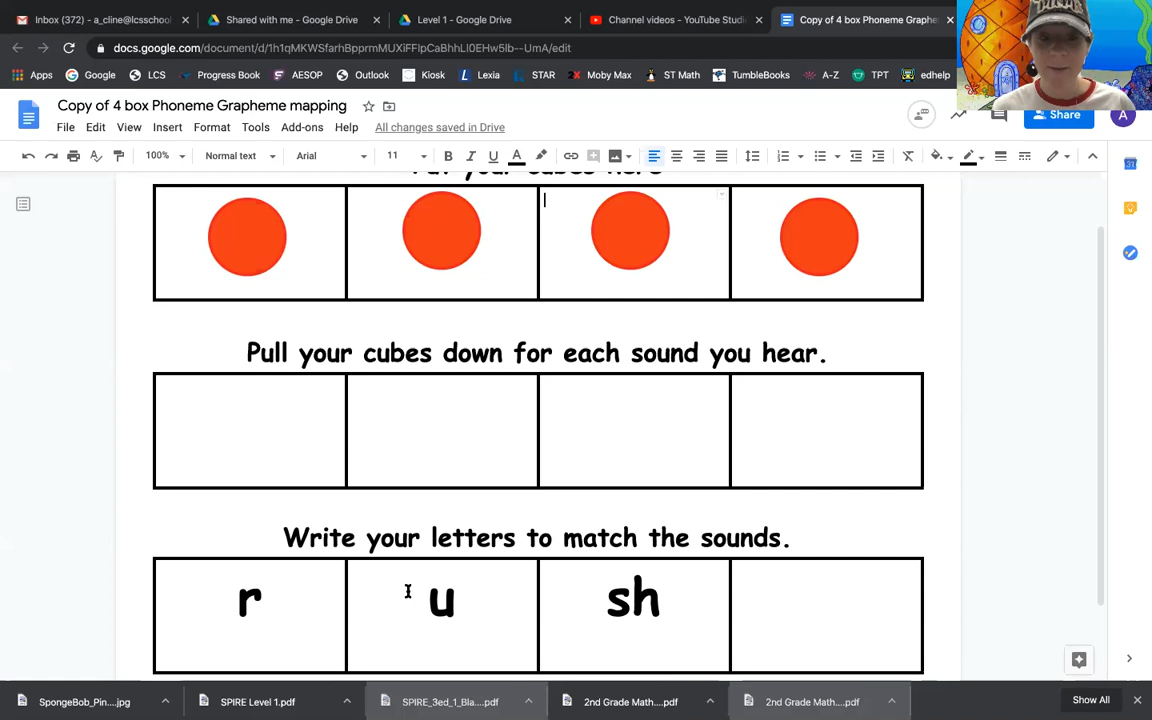 Inbox (372) - a_cline@lcsschool
Shared with me - Google Drive
Level 1 - Google Drive
Channel videos - YouTube Studi
Copy of 4 box Phoneme Graphe
docs.google.com/document/d/1h1qMKWSfarhBpprmMUXiFFlpCaBhhLl0EHw5lb--UmA/edit
Apps Google LCS Progress Book AESOP Outlook Kiosk Lexia STAR Moby Max ST Math TumbleBooks A-Z TPT edhelp
Copy of 4 box Phoneme Grapheme mapping
Share
A
File Edit View Insert Format Tools Add-ons Help All changes saved in Drive
100% Normal text Arial 11
Put your cubes here
Pull your cubes down for each sound you hear.
Write your letters to match the sounds.
r u sh
SpongeBob_Pin....jpg SPIRE Level 1.pdf SPIRE_3ed_1_Bla....pdf 2nd Grade Math....pdf 2nd Grade Math....pdf Show All